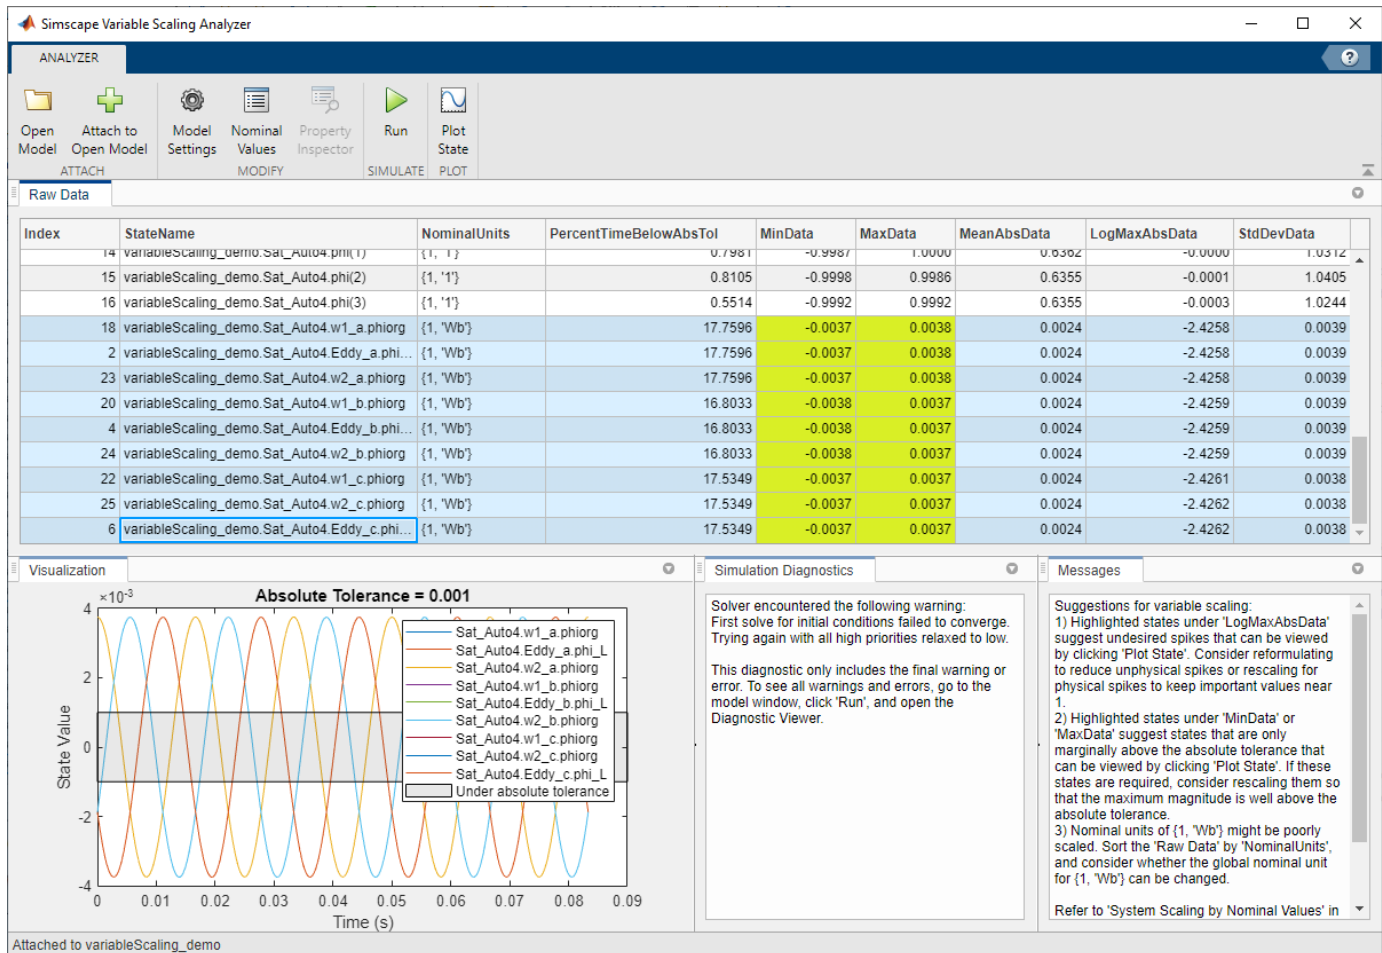 Simscape Variable Scaling Analyzer
ANALYZER
?
Open Model
Attach to Open Model
Model Settings
Nominal Values
Property Inspector
Run
Plot State
ATTACH
MODIFY
SIMULATE
PLOT
Raw Data
Index StateName NominalUnits PercentTimeBelowAbsTol MinData MaxData MeanAbsData LogMaxAbsData StdDevData
14 variableScaling_demo.Sat_Auto4.phi(1) {1, '1'} 0.7981 -0.9987 1.0000 0.6362 -0.0000 1.0312
15 variableScaling_demo.Sat_Auto4.phi(2) {1, '1'} 0.8105 -0.9998 0.9986 0.6355 -0.0001 1.0405
16 variableScaling_demo.Sat_Auto4.phi(3) {1, '1'} 0.5514 -0.9992 0.9992 0.6355 -0.0003 1.0244
18 variableScaling_demo.Sat_Auto4.w1_a.phiorg {1, 'Wb'} 17.7596 -0.0037 0.0038 0.0024 -2.4258 0.0039
2 variableScaling_demo.Sat_Auto4.Eddy_a.phi... {1, 'Wb'} 17.7596 -0.0037 0.0038 0.0024 -2.4258 0.0039
23 variableScaling_demo.Sat_Auto4.w2_a.phiorg {1, 'Wb'} 17.7596 -0.0037 0.0038 0.0024 -2.4258 0.0039
20 variableScaling_demo.Sat_Auto4.w1_b.phiorg {1, 'Wb'} 16.8033 -0.0038 0.0037 0.0024 -2.4259 0.0039
4 variableScaling_demo.Sat_Auto4.Eddy_b.phi... {1, 'Wb'} 16.8033 -0.0038 0.0037 0.0024 -2.4259 0.0039
24 variableScaling_demo.Sat_Auto4.w2_b.phiorg {1, 'Wb'} 16.8033 -0.0038 0.0037 0.0024 -2.4259 0.0039
22 variableScaling_demo.Sat_Auto4.w1_c.phiorg {1, 'Wb'} 17.5349 -0.0037 0.0037 0.0024 -2.4261 0.0038
25 variableScaling_demo.Sat_Auto4.w2_c.phiorg {1, 'Wb'} 17.5349 -0.0037 0.0037 0.0024 -2.4262 0.0038
6 variableScaling_demo.Sat_Auto4.Eddy_c.phi... {1, 'Wb'} 17.5349 -0.0037 0.0037 0.0024 -2.4262 0.0038
Visualization
×10⁻³
Absolute Tolerance = 0.001
4
2
0
-2
-4
State Value
Sat_Auto4.w1_a.phiorg
Sat_Auto4.Eddy_a.phi_L
Sat_Auto4.w2_a.phiorg
Sat_Auto4.w1_b.phiorg
Sat_Auto4.Eddy_b.phi_L
Sat_Auto4.w2_b.phiorg
Sat_Auto4.w1_c.phiorg
Sat_Auto4.w2_c.phiorg
Sat_Auto4.Eddy_c.phi_L
Under absolute tolerance
0 0.01 0.02 0.03 0.04 0.05 0.06 0.07 0.08 0.09
Time (s)
Simulation Diagnostics
Solver encountered the following warning:
First solve for initial conditions failed to converge.
Trying again with all high priorities relaxed to low.
This diagnostic only includes the final warning or
error. To see all warnings and errors, go to the
model window, click 'Run', and open the
Diagnostic Viewer.
Messages
Suggestions for variable scaling:
1) Highlighted states under 'LogMaxAbsData'
suggest undesired spikes that can be viewed
by clicking 'Plot State'. Consider reformulating
to reduce unphysical spikes or rescaling for
physical spikes to keep important values near
1.
2) Highlighted states under 'MinData' or
'MaxData' suggest states that are only
marginally above the absolute tolerance that
can be viewed by clicking 'Plot State'. If these
states are required, consider rescaling them so
that the maximum magnitude is well above the
absolute tolerance.
3) Nominal units of {1, 'Wb'} might be poorly
scaled. Sort the 'Raw Data' by 'NominalUnits',
and consider whether the global nominal unit
for {1, 'Wb'} can be changed.
Refer to 'System Scaling by Nominal Values' in
Attached to variableScaling_demo